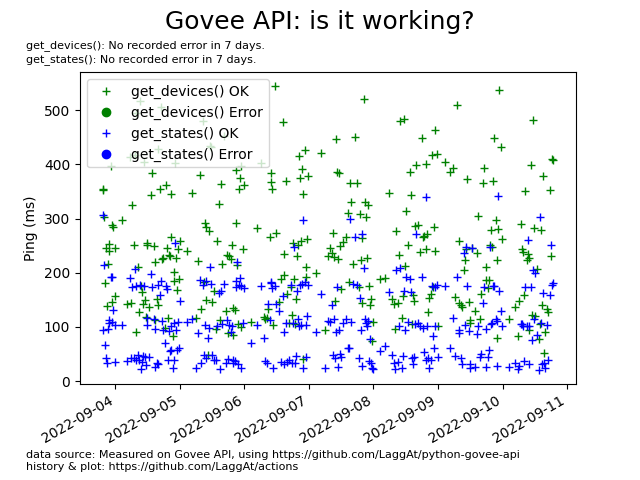 Govee API: is it working?
get_devices(): No recorded error in 7 days.
get_states(): No recorded error in 7 days.
get_devices() OK
get_devices() Error
get_states() OK
get_states() Error
Ping (ms)
500
400
300
200
100
0
2022-09-04
2022-09-05
2022-09-06
2022-09-07
2022-09-08
2022-09-09
2022-09-10
2022-09-11
data source: Measured on Govee API, using https://github.com/LaggAt/python-govee-api
history & plot: https://github.com/LaggAt/actions